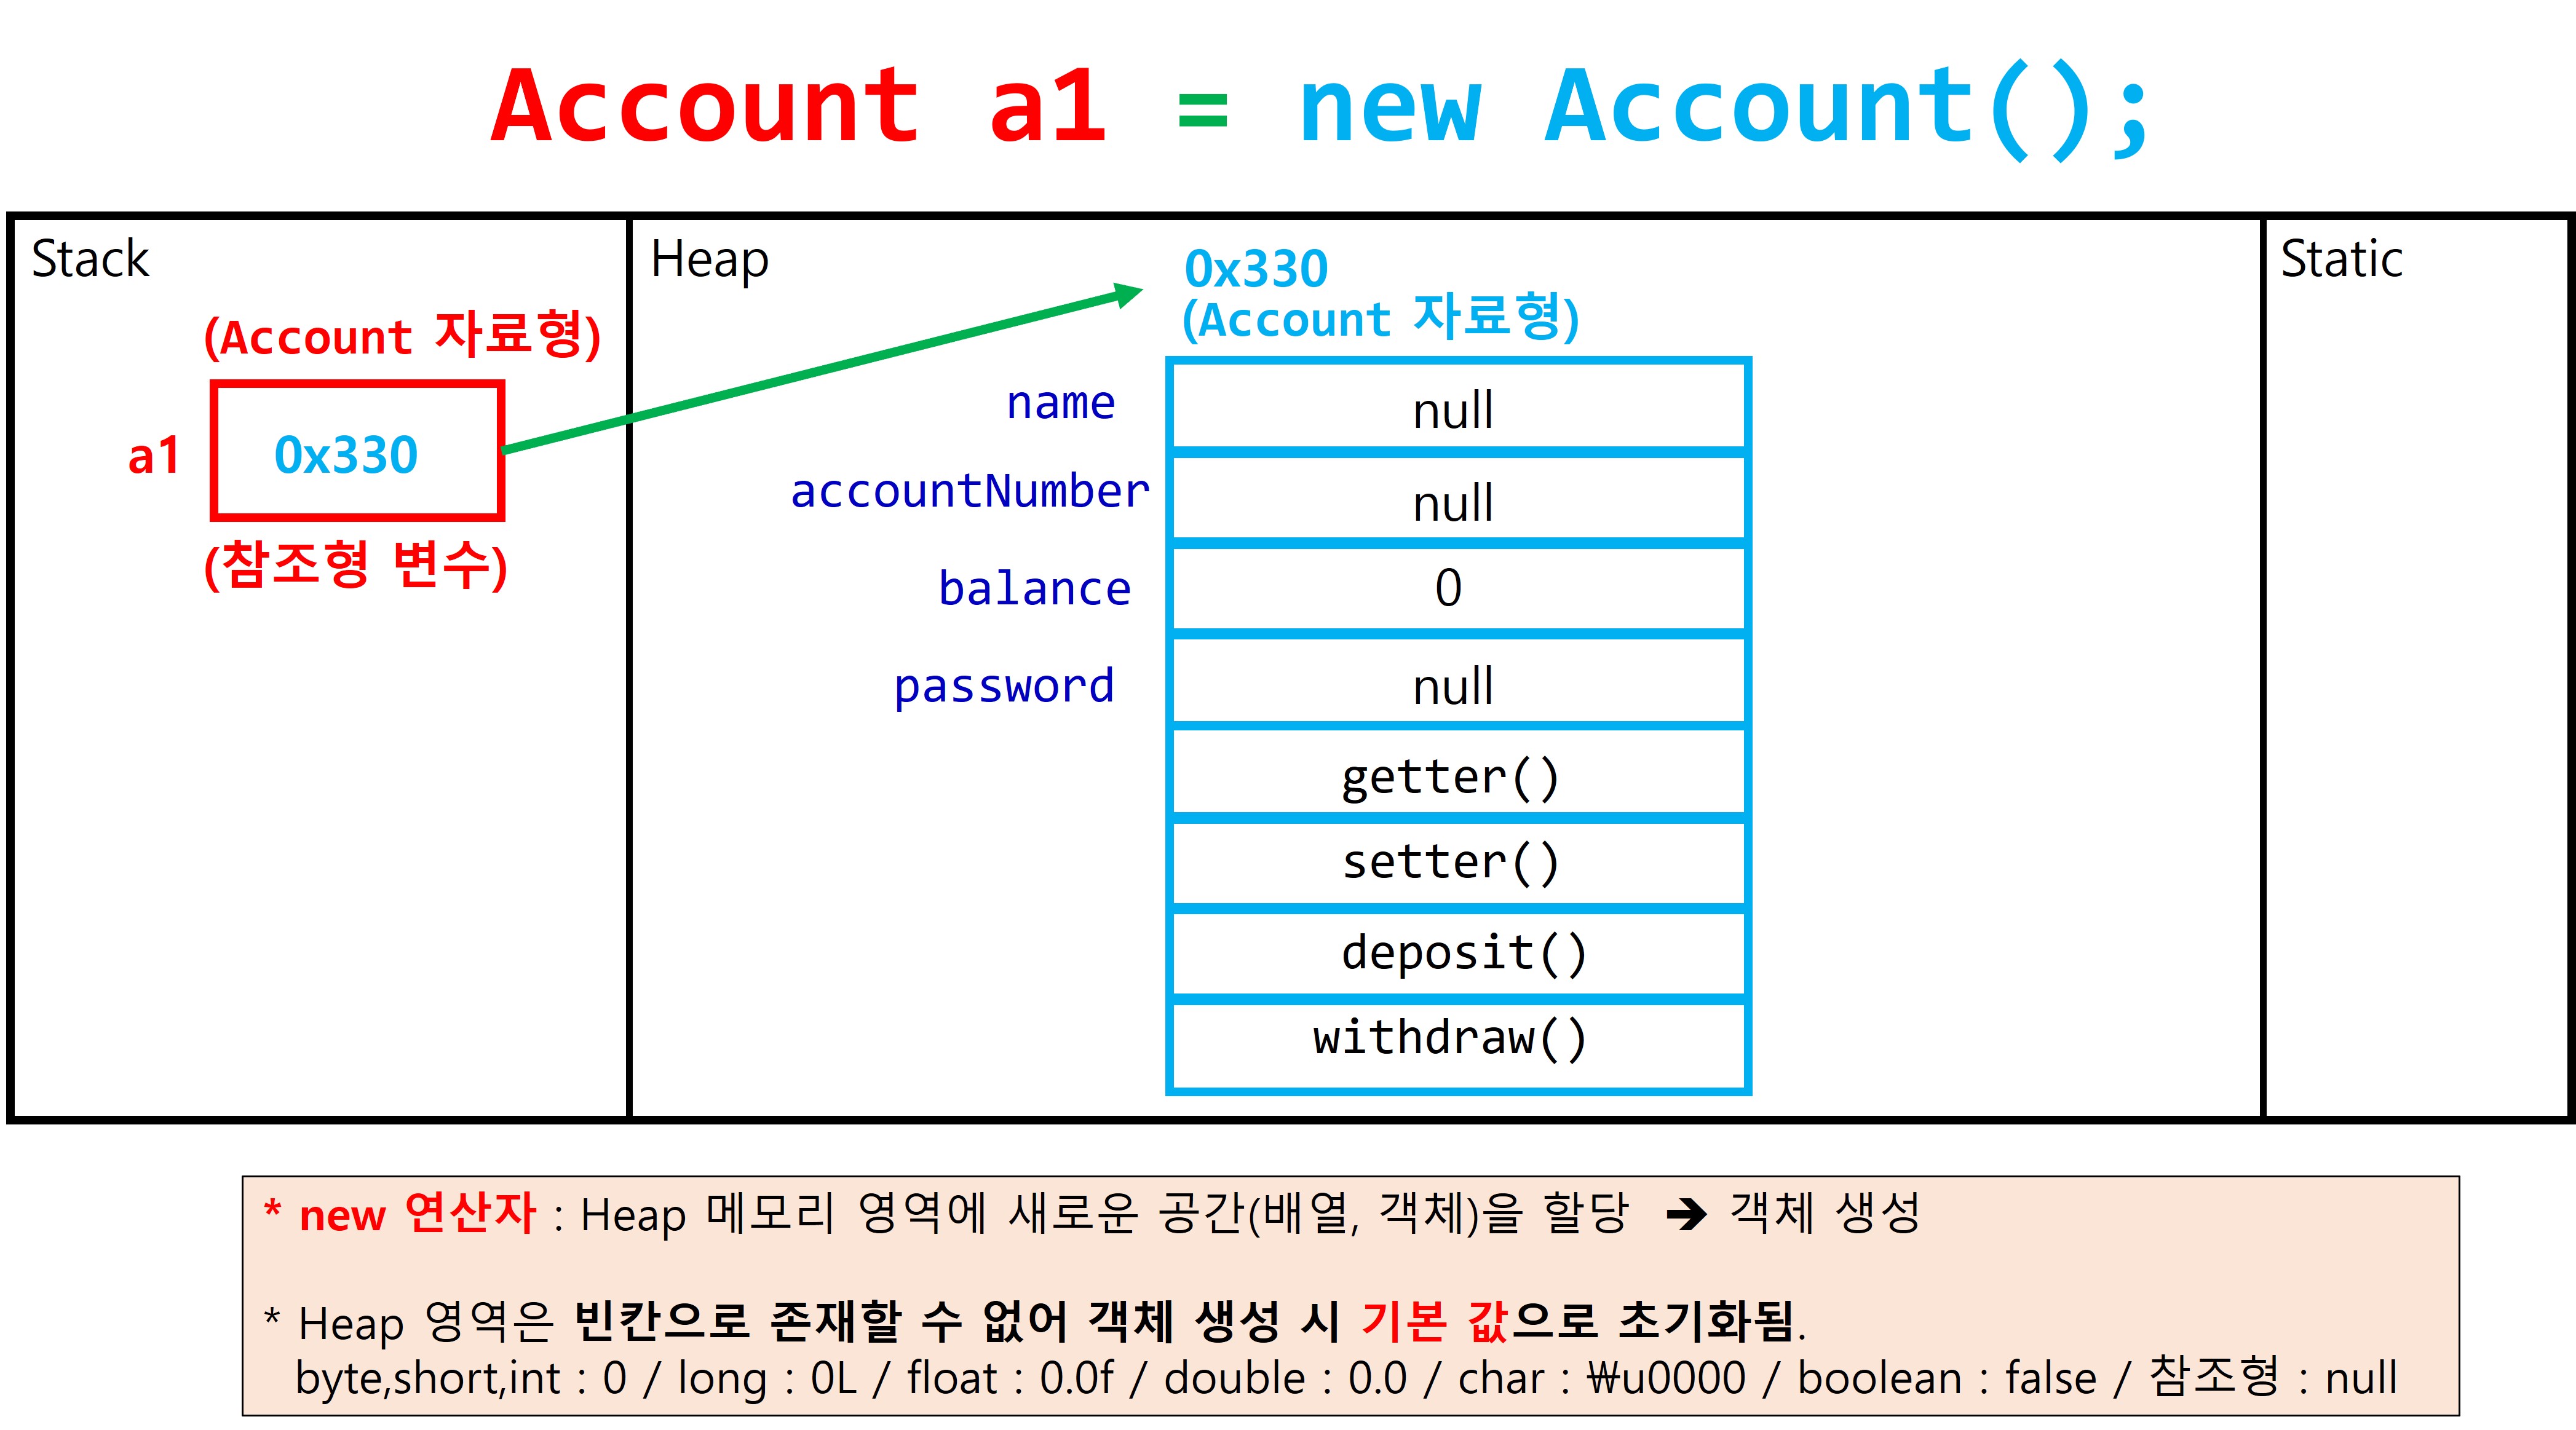 Account a1 = new Account();
Stack
Heap
Static
0x330
(Account 자료형)
(Account 자료형)
a1
0x330
(참조형 변수)
name
null
accountNumber
null
balance
0
password
null
getter()
setter()
deposit()
withdraw()
* new 연산자 : Heap 메모리 영역에 새로운 공간(배열, 객체)을 할당 ➔ 객체 생성
* Heap 영역은 빈칸으로 존재할 수 없어 객체 생성 시 기본 값으로 초기화됨.
byte,short,int : 0 / long : 0L / float : 0.0f / double : 0.0 / char : ₩u0000 / boolean : false / 참조형 : null